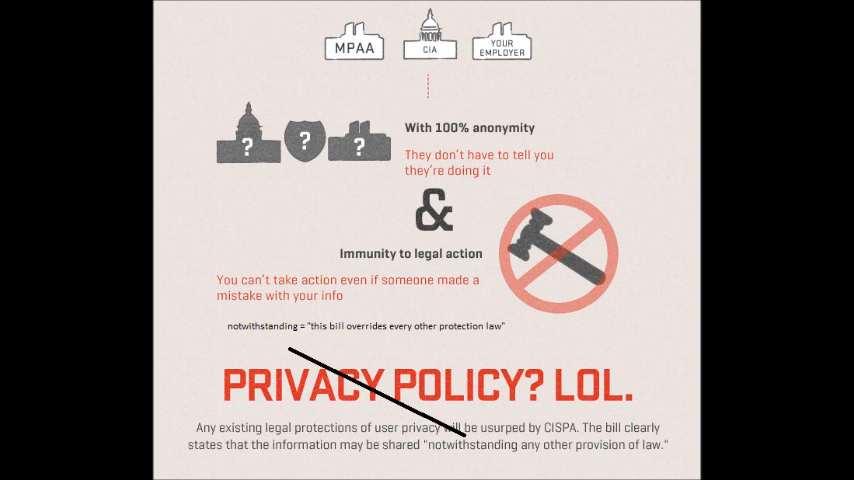 MPAA
CIA
YOUR
EMPLOYER
? ? ?
With 100% anonymity
They don't have to tell you
they're doing it
&
Immunity to legal action
You can't take action even if someone made a
mistake with your info
notwithstanding = "this bill overrides every other protection law"
PRIVACY POLICY? LOL.
Any existing legal protections of user privacy will be usurped by CISPA. The bill clearly
states that the information may be shared "notwithstanding any other provision of law."